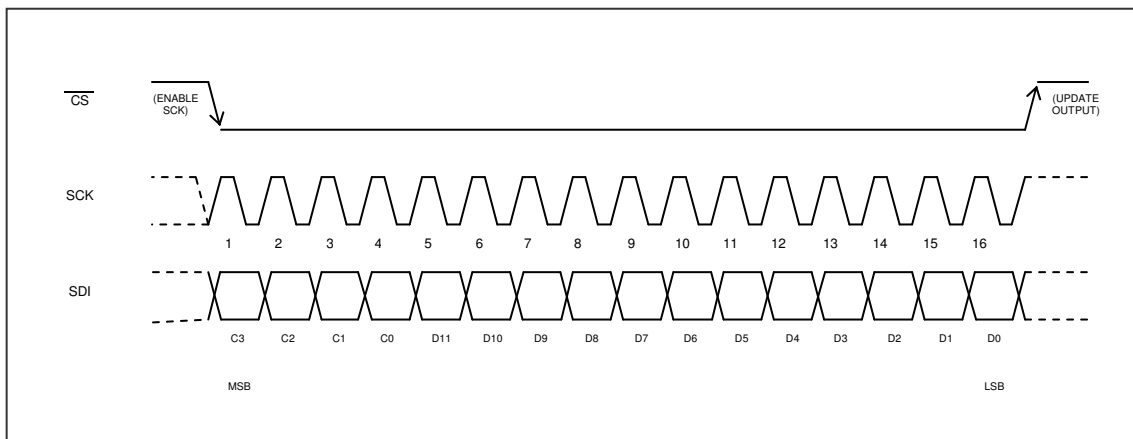 CS
(ENABLE
SCK)
(UPDATE
OUTPUT)
SCK
1 2 3 4 5 6 7 8 9 10 11 12 13 14 15 16
SDI
C3 C2 C1 C0 D11 D10 D9 D8 D7 D6 D5 D4 D3 D2 D1 D0
MSB LSB